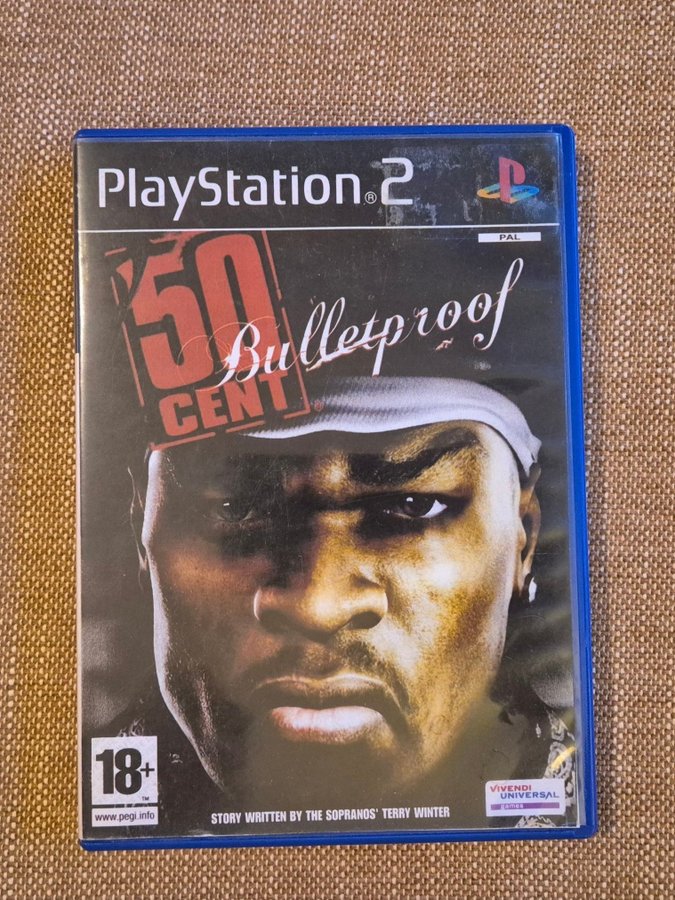 PlayStation®2
PAL
50
CENT®
Bulletproof
18+
TM
www.pegi.info
STORY WRITTEN BY THE SOPRANOS' TERRY WINTER
VIVENDI
UNIVERSAL
games